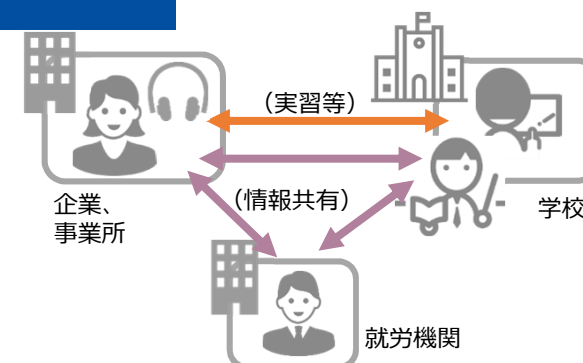 （実習等）
（情報共有）
企業、
事業所
学校
就労機関